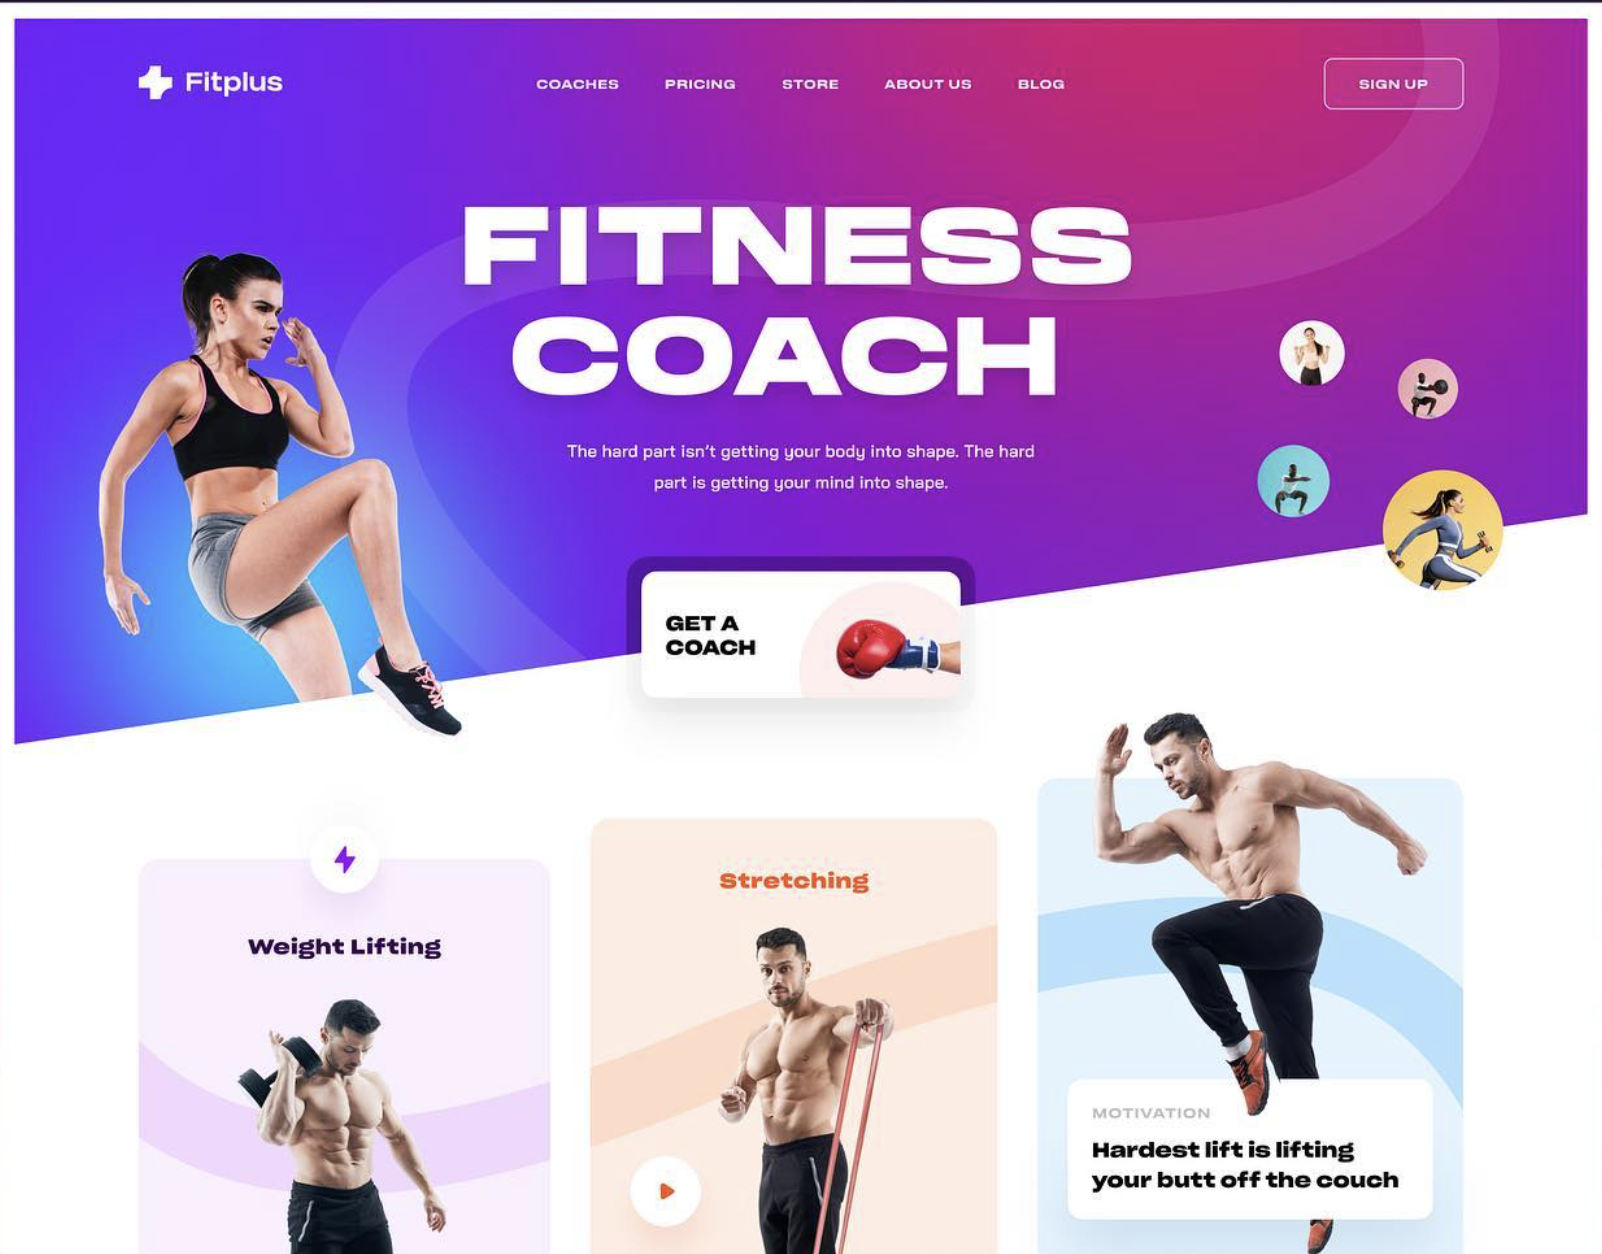 Fitplus
COACHES
PRICING
STORE
ABOUT US
BLOG
SIGN UP
FITNESS
COACH
The hard part isn’t getting your body into shape. The hard
part is getting your mind into shape.
GET A
COACH
Weight Lifting
Stretching
MOTIVATION
Hardest lift is lifting
your butt off the couch